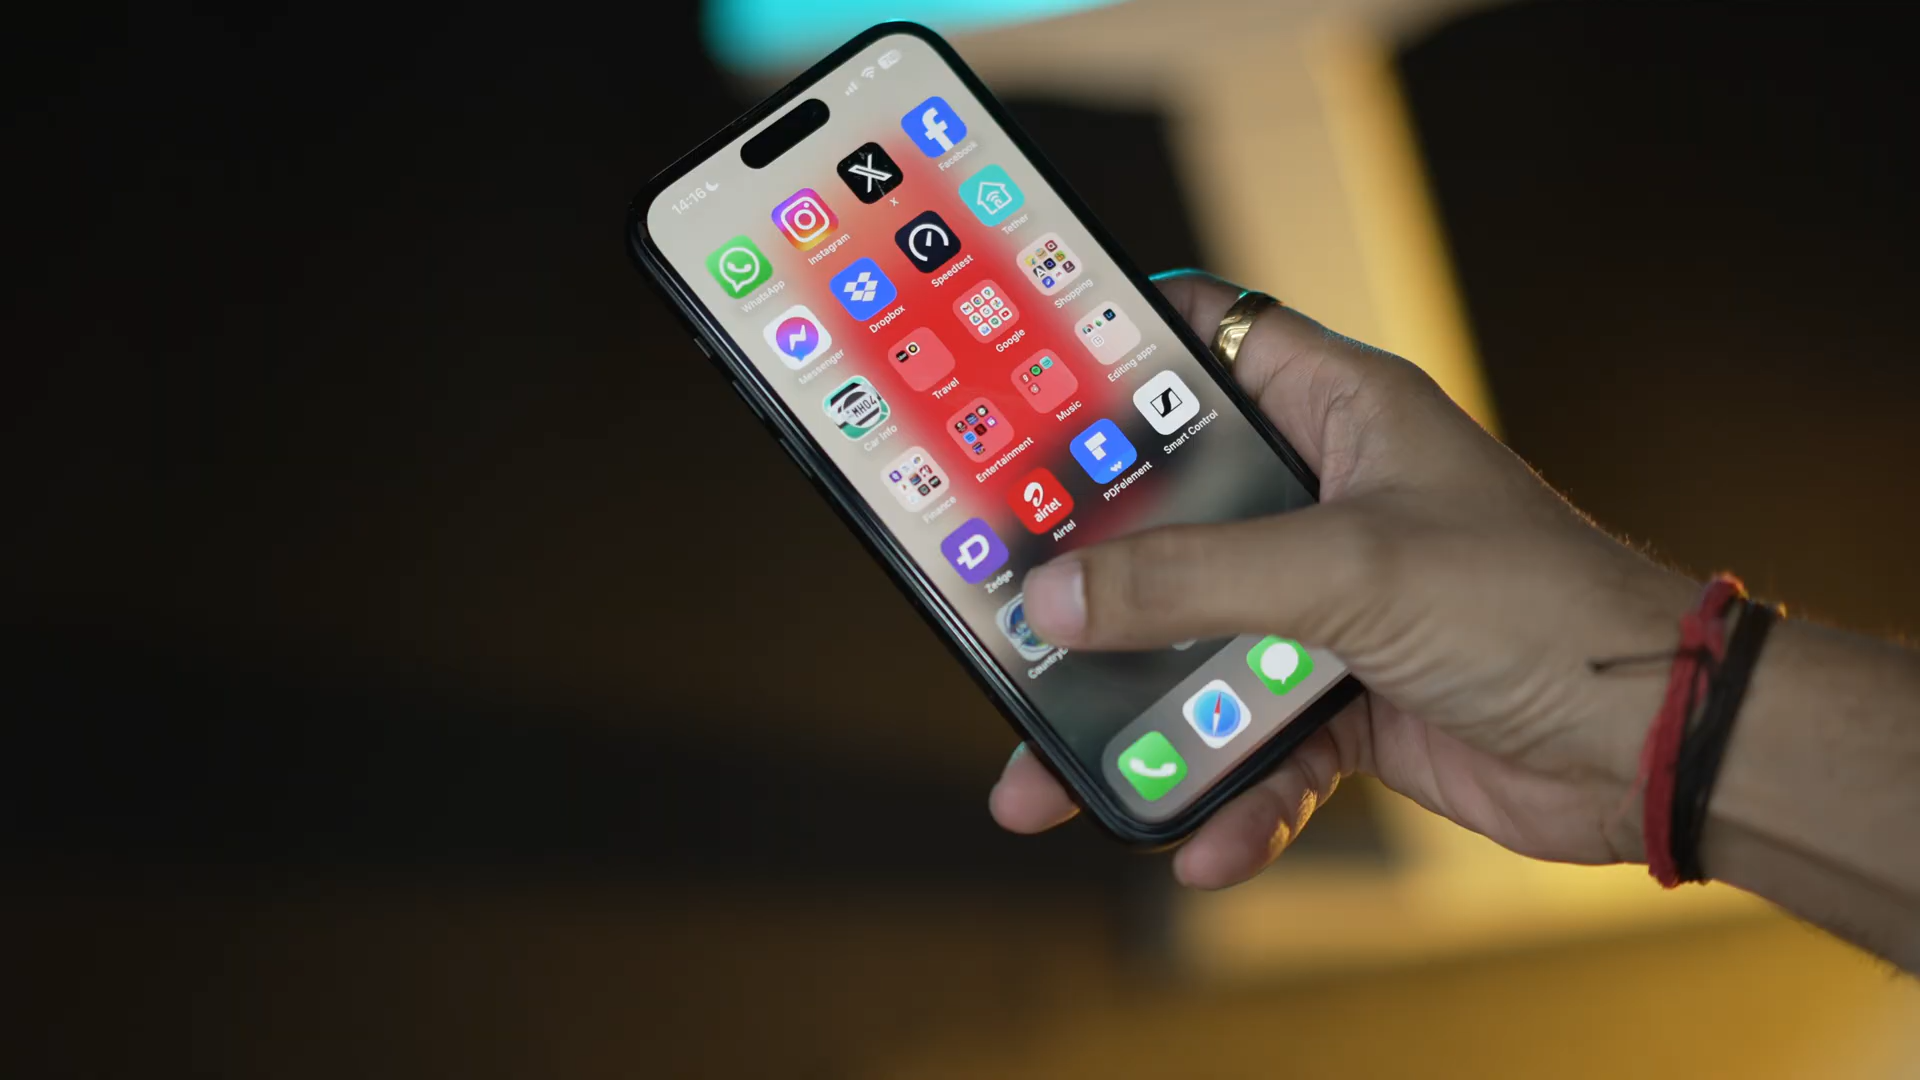 14:16
WhatsApp
Instagram
X
Facebook
Messenger
Dropbox
Speedtest
Tether
Car Info
Travel
Google
Shopping
Finance
Entertainment
Music
Editing apps
Zedge
airtel
Airtel
PDFelement
Smart Control